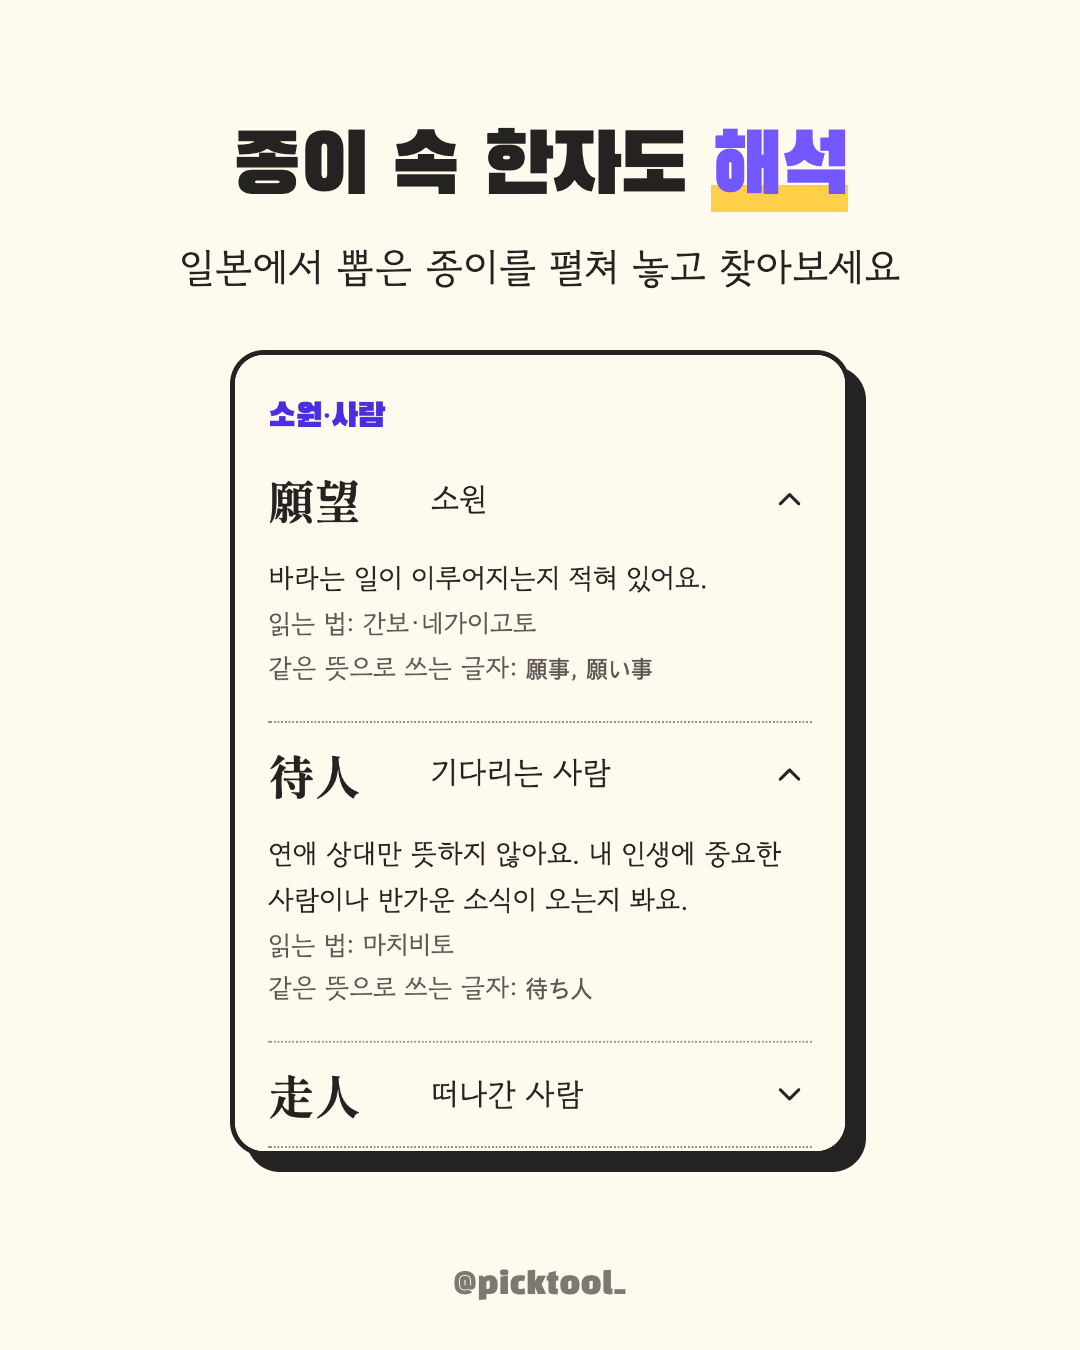 종이 속 한자도 해석
일본에서 뽑은 종이를 펼쳐 놓고 찾아보세요
소원·사람
願望 소원
바라는 일이 이루어지는지 적혀 있어요.
읽는 법: 간보·네가이고토
같은 뜻으로 쓰는 글자: 願事, 願い事
待人 기다리는 사람
연애 상대만 뜻하지 않아요. 내 인생에 중요한
사람이나 반가운 소식이 오는지 봐요.
읽는 법: 마치비토
같은 뜻으로 쓰는 글자: 待ち人
走人 떠나간 사람
@picktool_